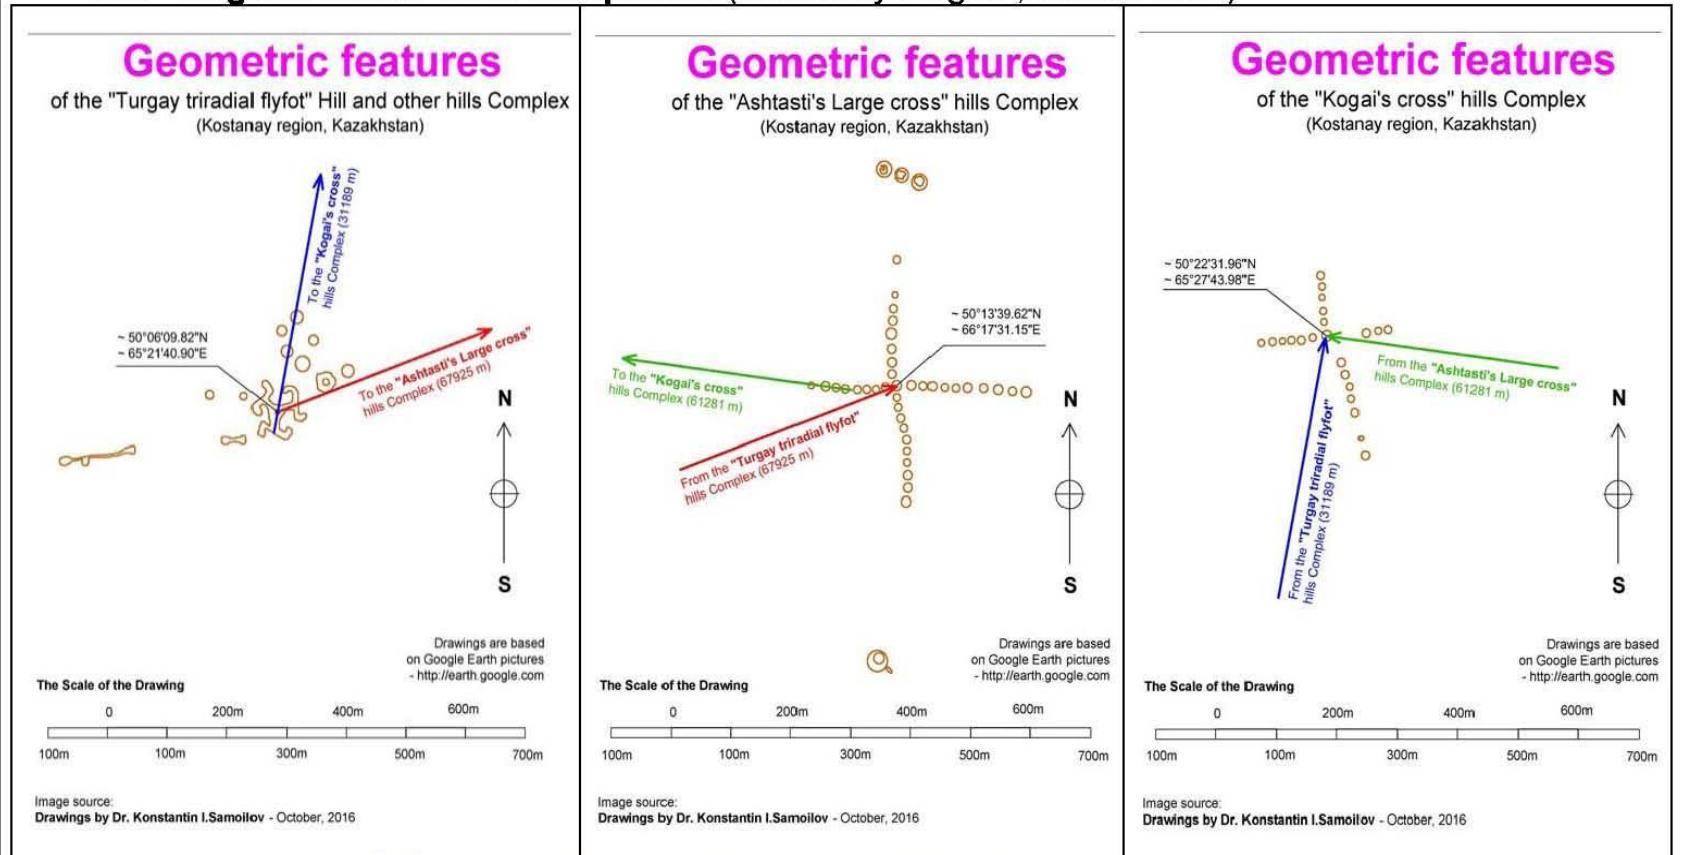 Geometric features
of the "Turgay triradial flyfot" Hill and other hills Complex
(Kostanay region, Kazakhstan)
To the "Kogai's cross"
hills Complex (31189 m)
~ 50°06'09.82"N
~ 65°21'40.90"E
To the "Ashtasti's Large cross"
hills Complex (67925 m)
N
S
Drawings are based
on Google Earth pictures
- http://earth.google.com
The Scale of the Drawing
0 200m 400m 600m
100m 100m 300m 500m 700m
Image source:
Drawings by Dr. Konstantin I.Samoilov - October, 2016
Geometric features
of the "Ashtasti's Large cross" hills Complex
(Kostanay region, Kazakhstan)
~ 50°13'39.62"N
~ 66°17'31.15"E
To the "Kogai's cross"
hills Complex (61281 m)
From the "Turgay triradial flyfot"
hills Complex (67925 m)
N
S
Drawings are based
on Google Earth pictures
- http://earth.google.com
The Scale of the Drawing
0 200m 400m 600m
100m 100m 300m 500m 700m
Image source:
Drawings by Dr. Konstantin I.Samoilov - October, 2016
Geometric features
of the "Kogai's cross" hills Complex
(Kostanay region, Kazakhstan)
~ 50°22'31.96"N
~ 65°27'43.98"E
From the "Ashtasti's Large cross"
hills Complex (61281 m)
From the "Turgay triradial flyfot"
hills Complex (31189 m)
N
S
Drawings are based
on Google Earth pictures
- http://earth.google.com
The Scale of the Drawing
0 200m 400m 600m
100m 100m 300m 500m 700m
Image source:
Drawings by Dr. Konstantin I.Samoilov - October, 2016